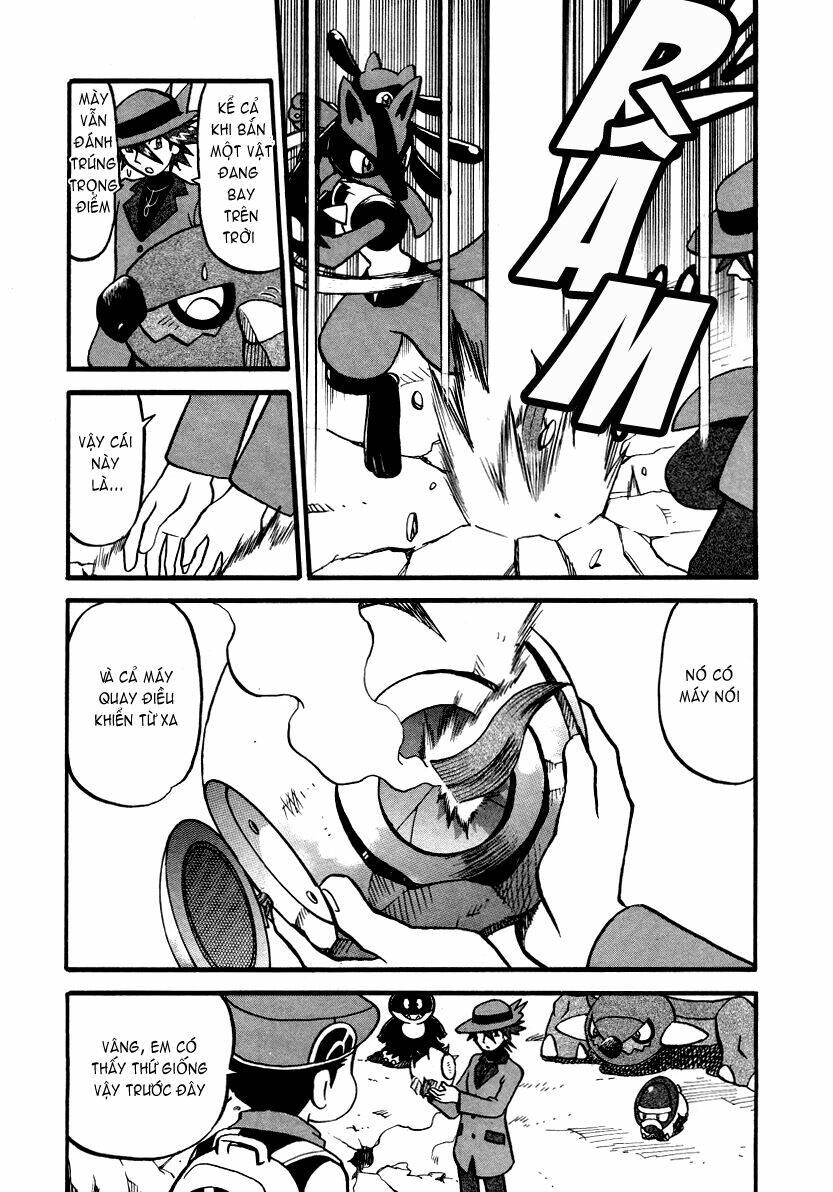 RẦM
KỂ CẢ
KHI BẮN
MỘT VẬT
ĐANG
BAY TRÊN
TRỜI
MÀY
VẪN
ĐÁNH
TRÚNG
TRỌNG
ĐIỂM
VẬY CÁI
NÀY
LÀ...
NÓ CÓ
MÁY NÓI
VÀ CẢ MÁY
QUAY ĐIỀU
KHIỂN TỪ XA
VÂNG, EM CÓ
THẤY THỨ GIỐNG
VẬY TRƯỚC ĐÂY